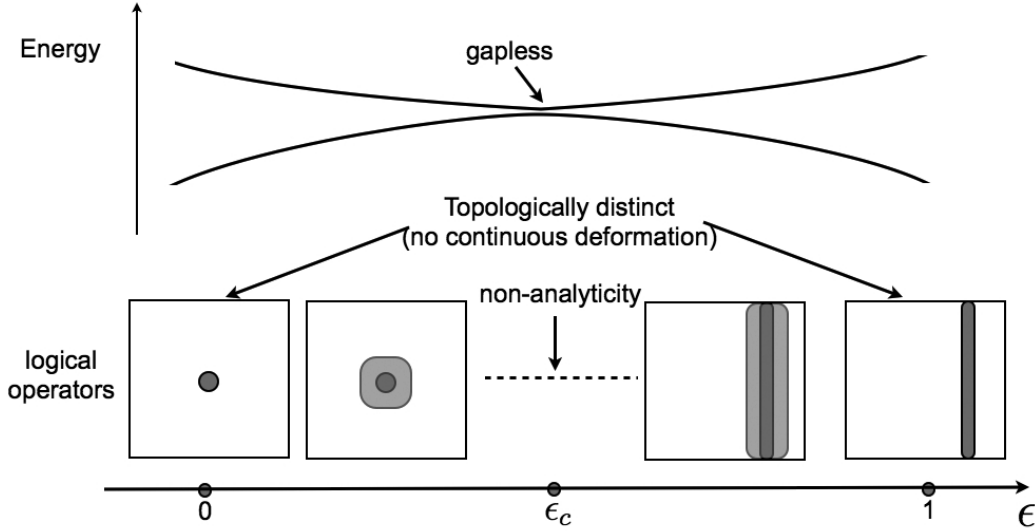 Energy
gapless
Topologically distinct
(no continuous deformation)
non-analyticity
logical
operators
0
ϵc
1
ϵ